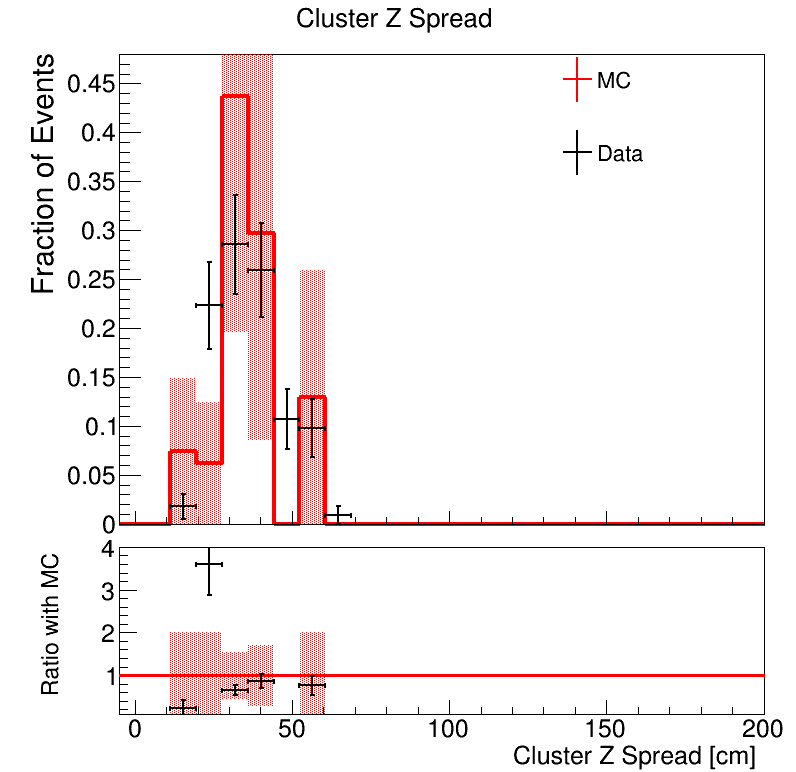 Cluster Z Spread
Fraction of Events
0.45
0.4
0.35
0.3
0.25
0.2
0.15
0.1
0.05
0
MC
Data
Ratio with MC
4
3
2
1
0 50 100 150 200
Cluster Z Spread [cm]